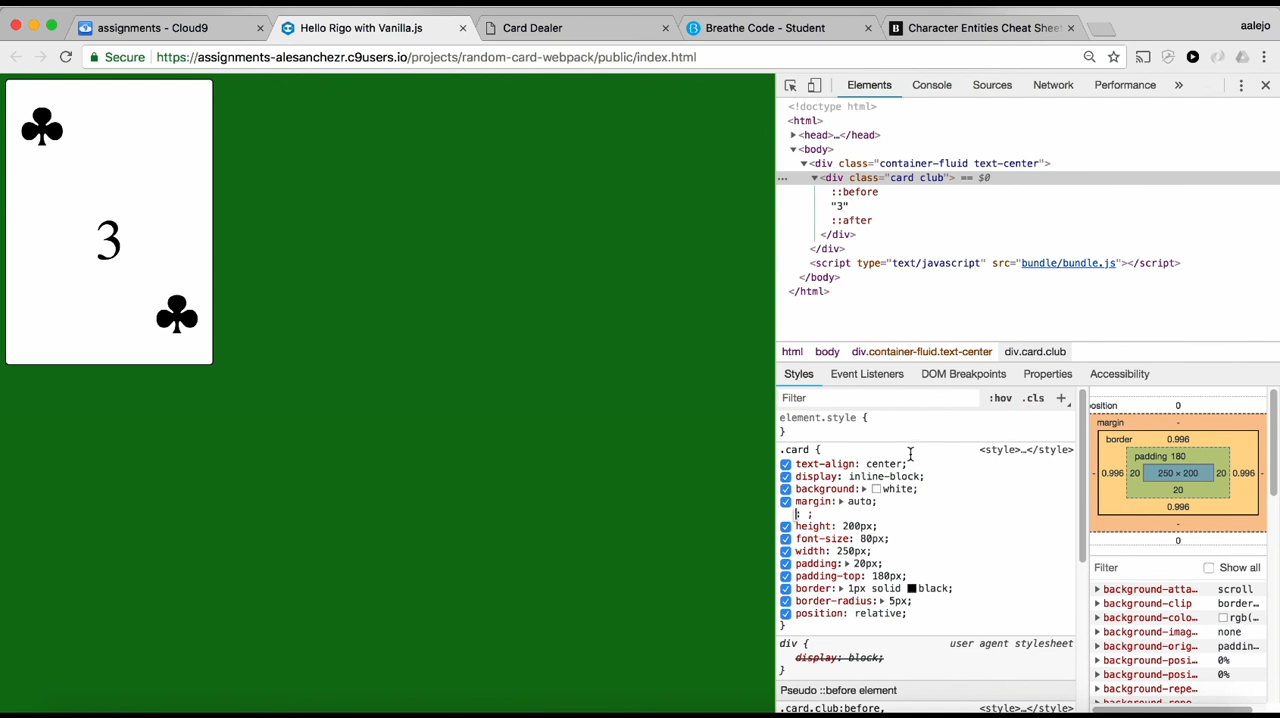 assignments - Cloud9
Hello Rigo with Vanilla.js
Card Dealer
Breathe Code - Student
Character Entities Cheat Sheet
aalejo
Secure
https://assignments-alesanchezr.c9users.io/projects/random-card-webpack/public/index.html
3
Elements Console Sources Network Performance »
<!doctype html>
<html>
<head>…</head>
<body>
<div class="container-fluid text-center">
… <div class="card club"> == $0
::before
"3"
::after
</div>
</div>
<script type="text/javascript" src="bundle/bundle.js"></script>
</body>
</html>
html body div.container-fluid.text-center div.card.club
Styles Event Listeners DOM Breakpoints Properties Accessibility
Filter :hov .cls +
element.style {
}
.card { <style>…</style>
text-align: center;
display: inline-block;
background: white;
margin: auto;
: ;
height: 200px;
font-size: 80px;
width: 250px;
padding: 20px;
padding-top: 180px;
border: 1px solid black;
border-radius: 5px;
position: relative;
}
div { user agent stylesheet
display: block;
}
Pseudo ::before element
.card.club:before, <style>…</style>
osition 0
margin -
border 0.996
padding 180
- 0.996 20 250 × 200 20 0.996 -
20
0.996
-
0
Filter Show all
background-atta… scroll
background-clip border…
background-colo… rgb(…
background-imag… none
background-orig… paddin…
background-posi… 0%
background-posi… 0%
background-repe…